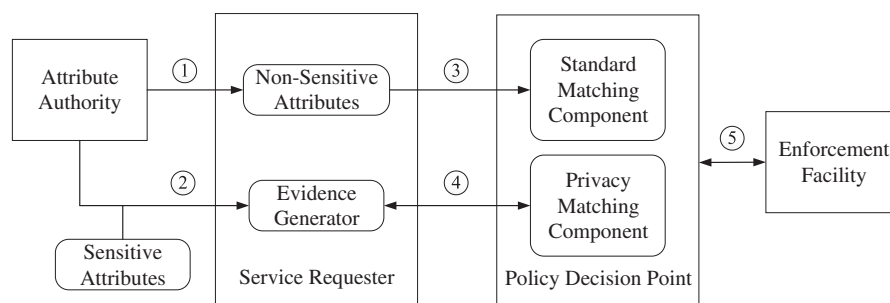 Attribute
Authority
①
Non-Sensitive
Attributes
③
Standard
Matching
Component
⑤
Enforcement
Facility
②
Evidence
Generator
④
Privacy
Matching
Component
Sensitive
Attributes
Service Requester
Policy Decision Point